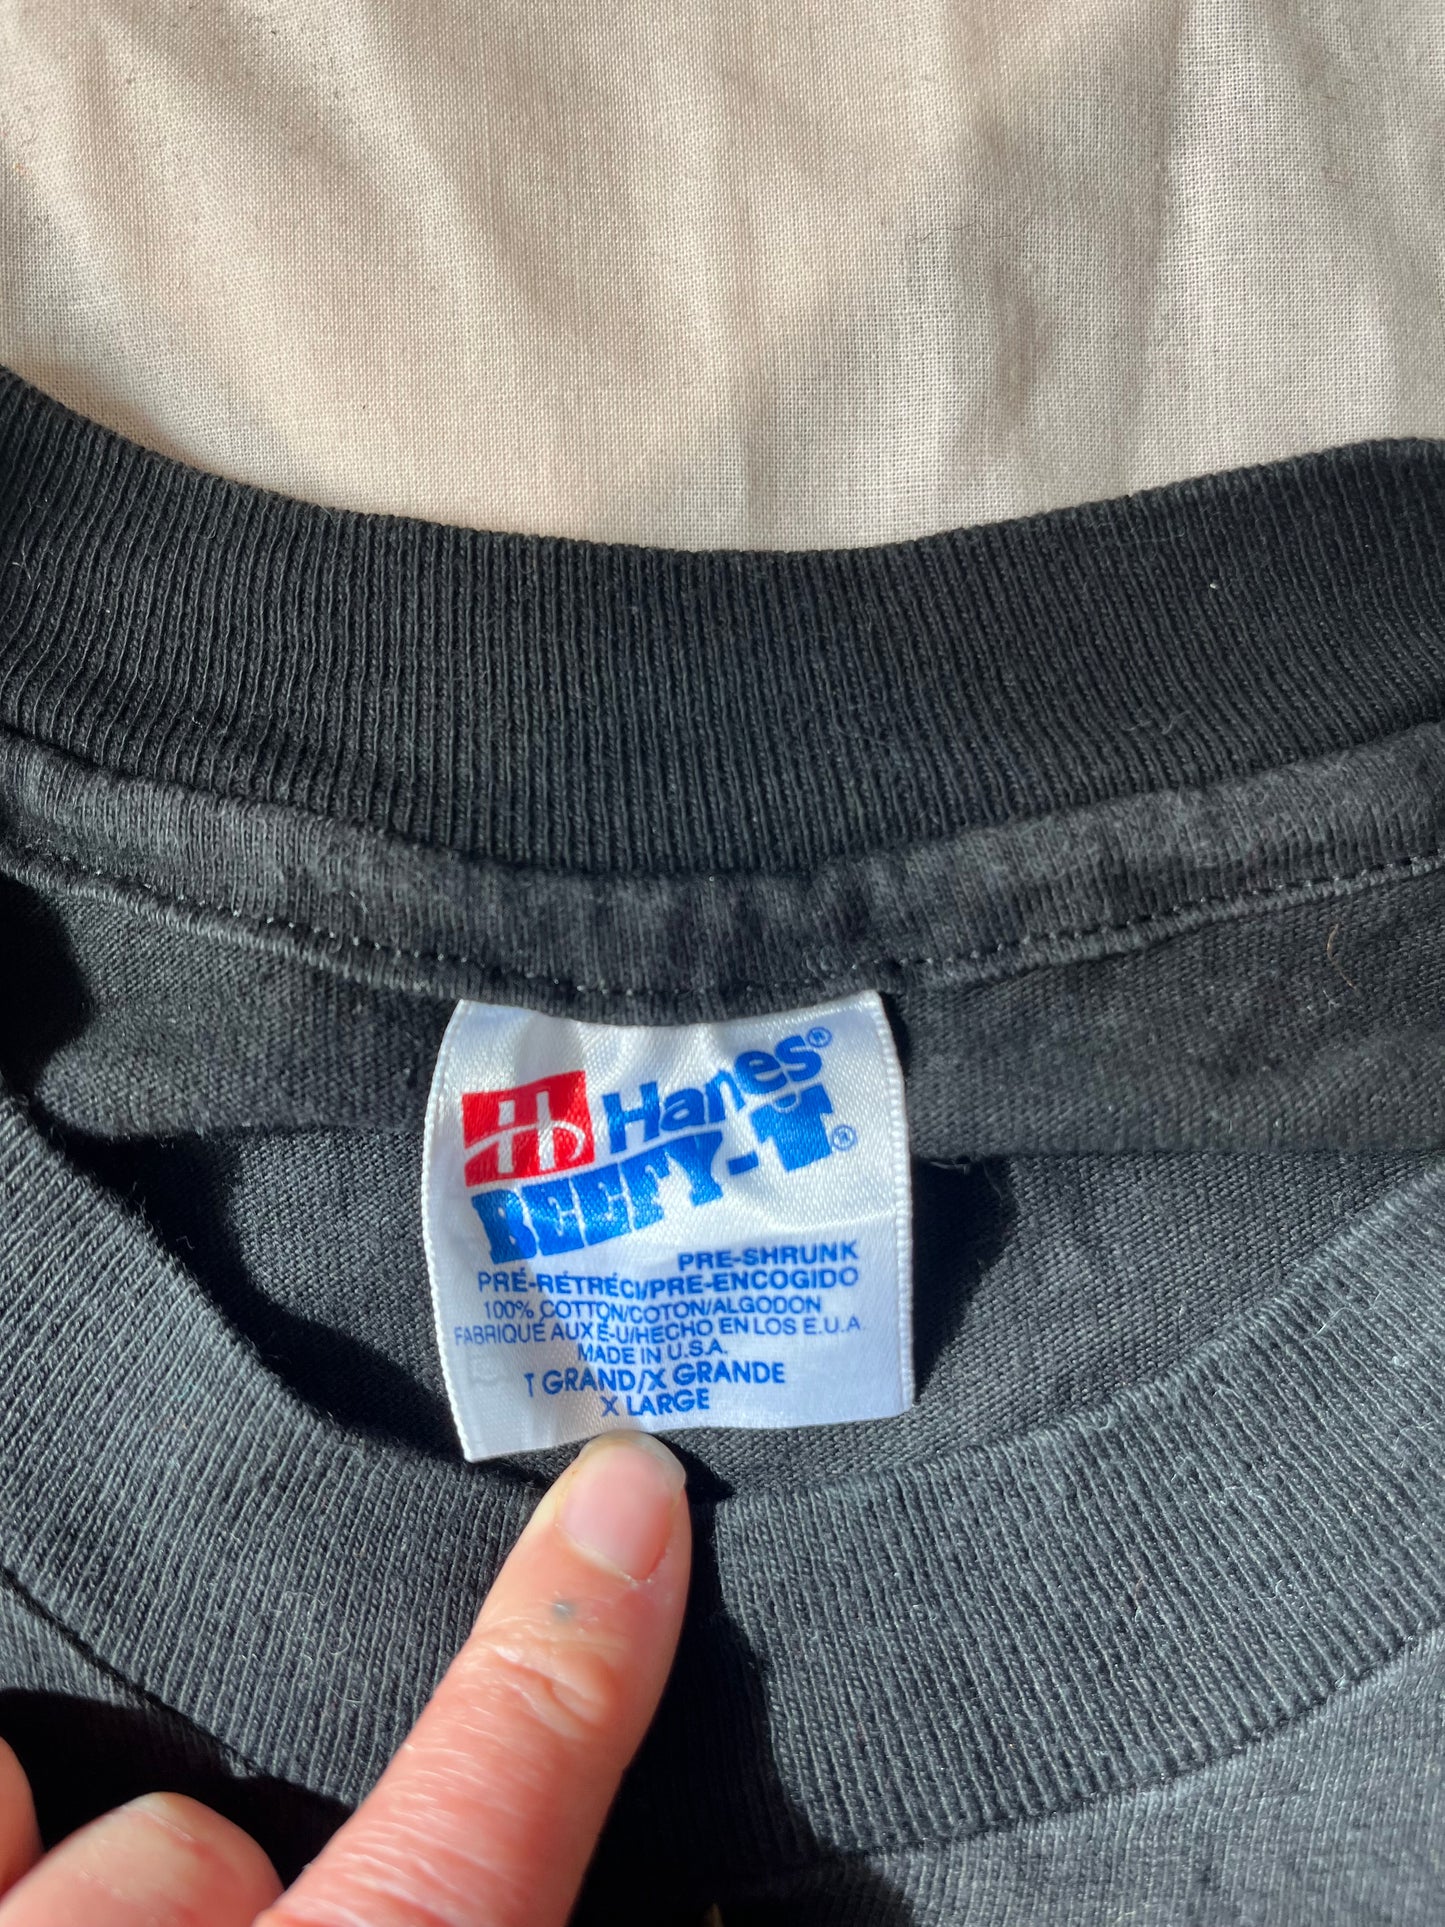 Hanes®
BEEFY-T®
PRE-SHRUNK
PRÉ-RÉTRÉCI/PRE-ENCOGIDO
100% COTTON/COTON/ALGODON
FABRIQUÉ AUX É-U/HECHO EN LOS E.U.A.
MADE IN U.S.A.
T GRAND/X GRANDE
X LARGE